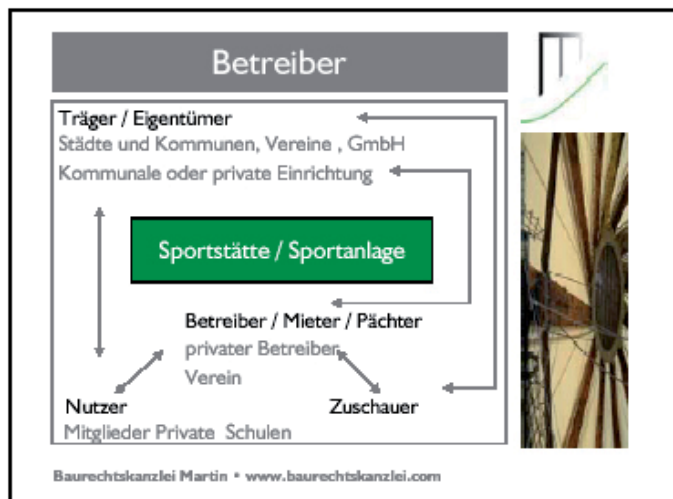 Betreiber
Träger / Eigentümer
Städte und Kommunen, Vereine , GmbH
Kommunale oder private Einrichtung
Sportstätte / Sportanlage
Betreiber / Mieter / Pächter
privater Betreiber
Verein
Nutzer
Zuschauer
Mitglieder Private Schulen
Baurechtskanzlei Martin • www.baurechtskanzlei.com